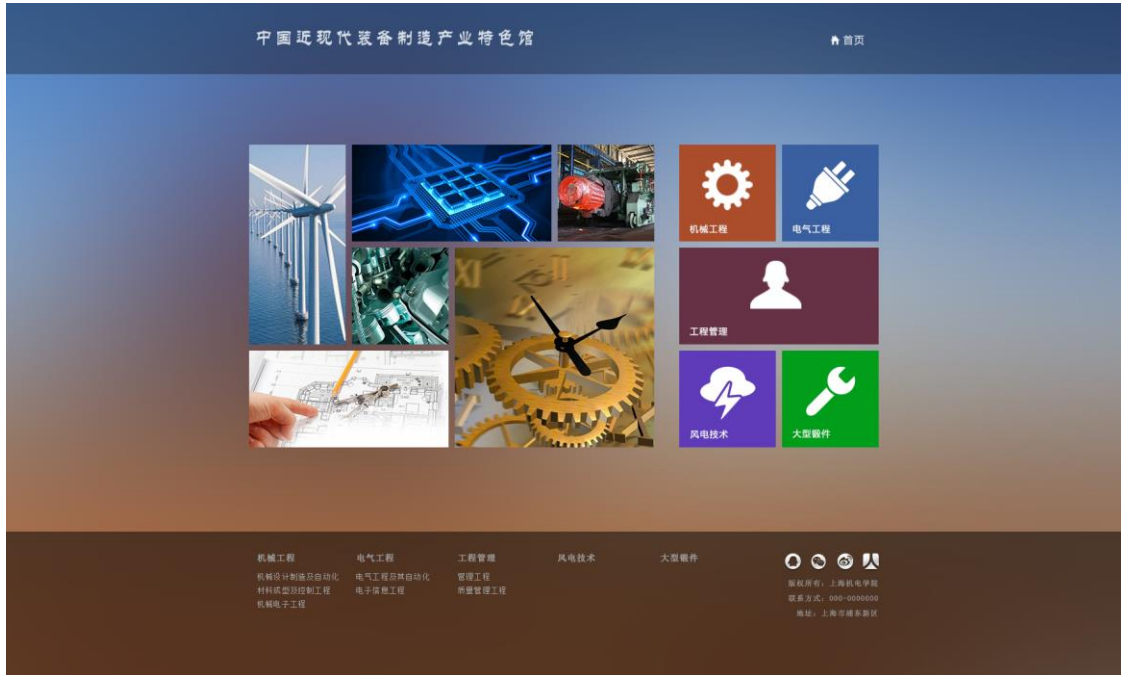 中国近现代装备制造产业特色馆
首页
机械工程
电气工程
工程管理
风电技术
大型锻件
机械工程
电气工程
工程管理
风电技术
大型锻件
机械设计制造及自动化
电气工程及其自动化
管理工程
材料成型及控制工程
电子信息工程
质量管理工程
机械电子工程
版权所有：上海机电学院
联系方式：000-0000000
地址：上海市浦东新区